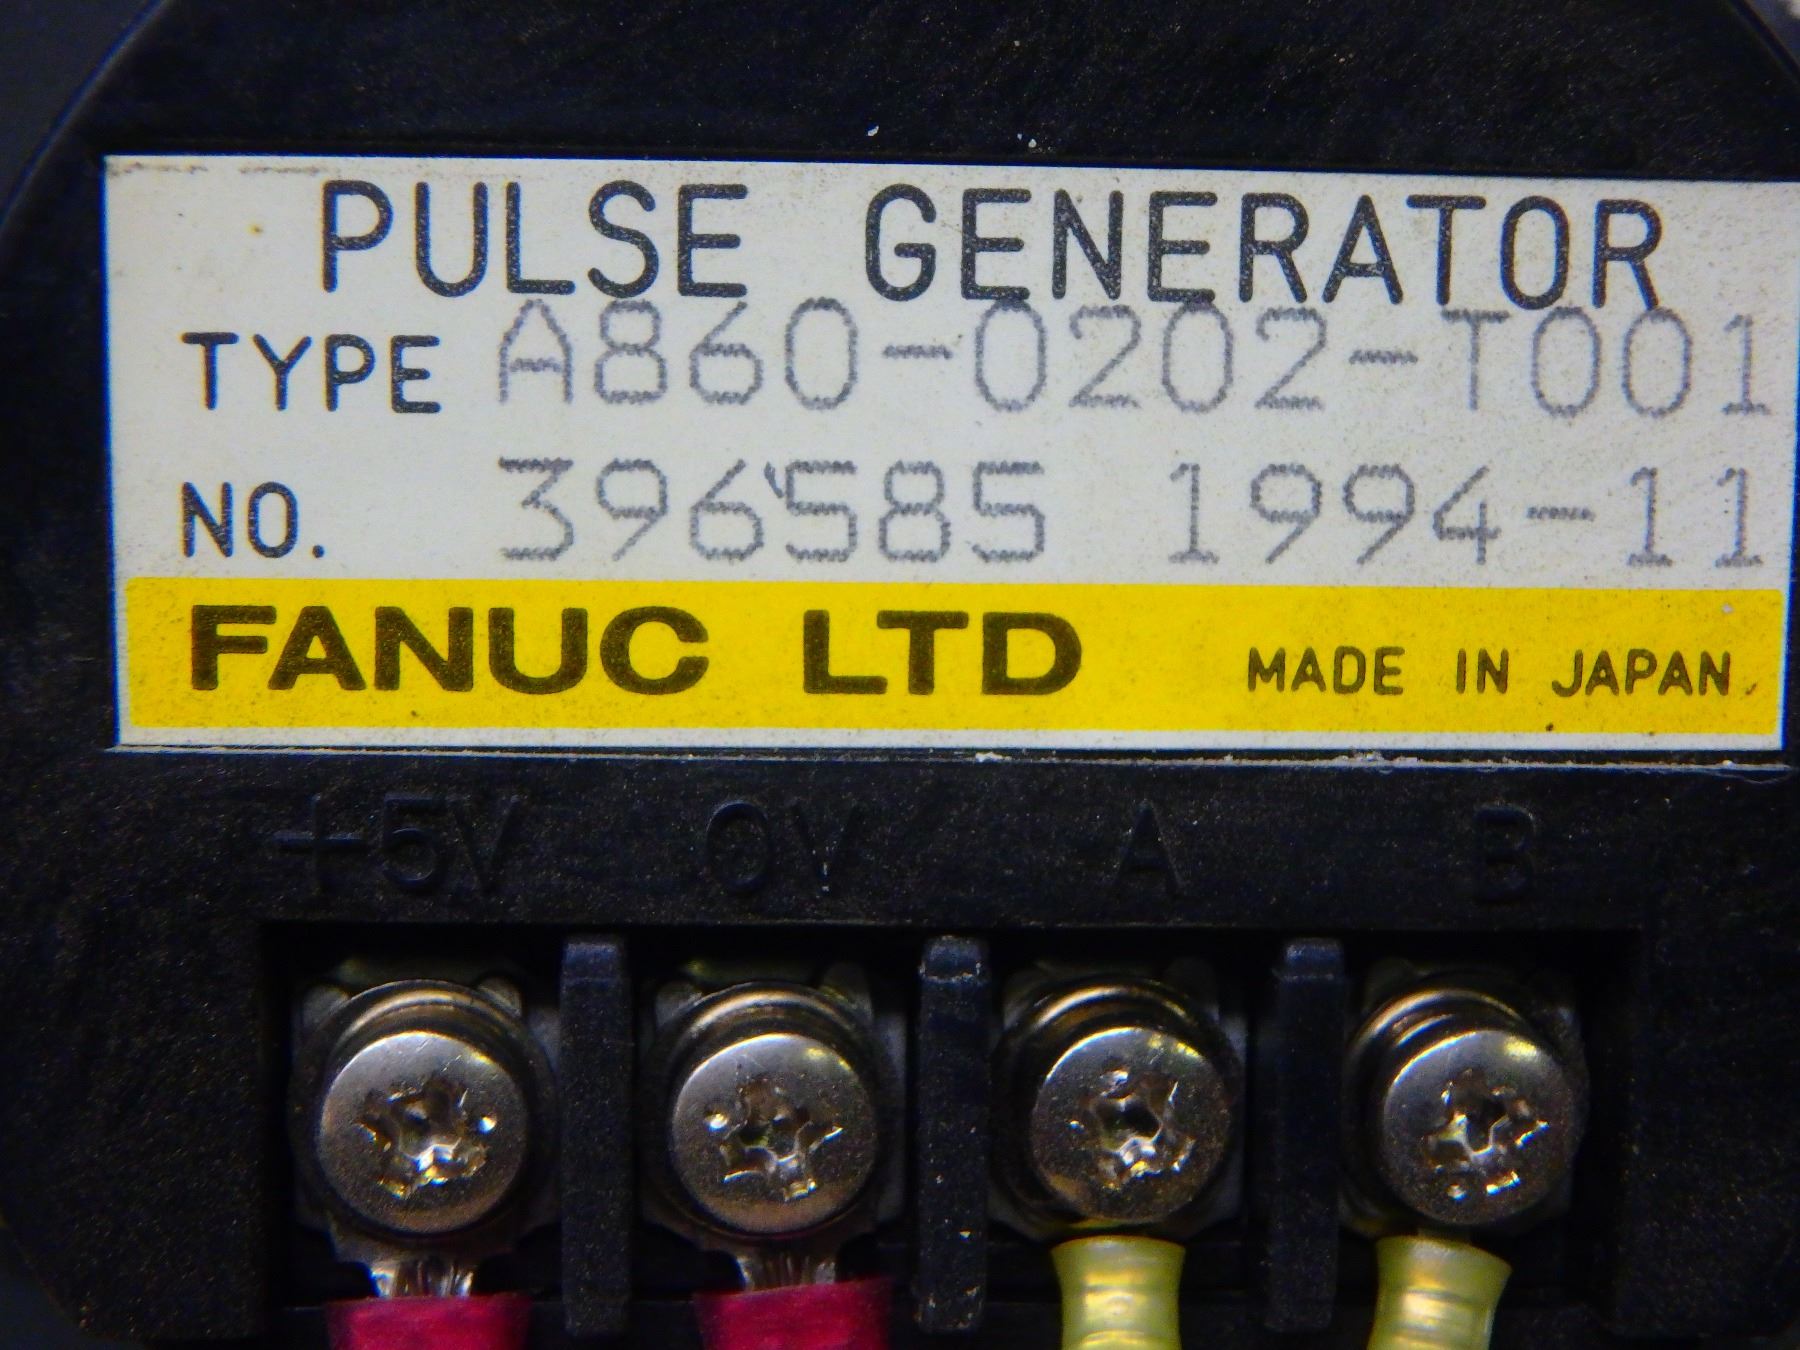 PULSE GENERATOR
TYPE A860-0202-T001
NO. 396585 1994-11
FANUC LTD MADE IN JAPAN
+5V 0V A B